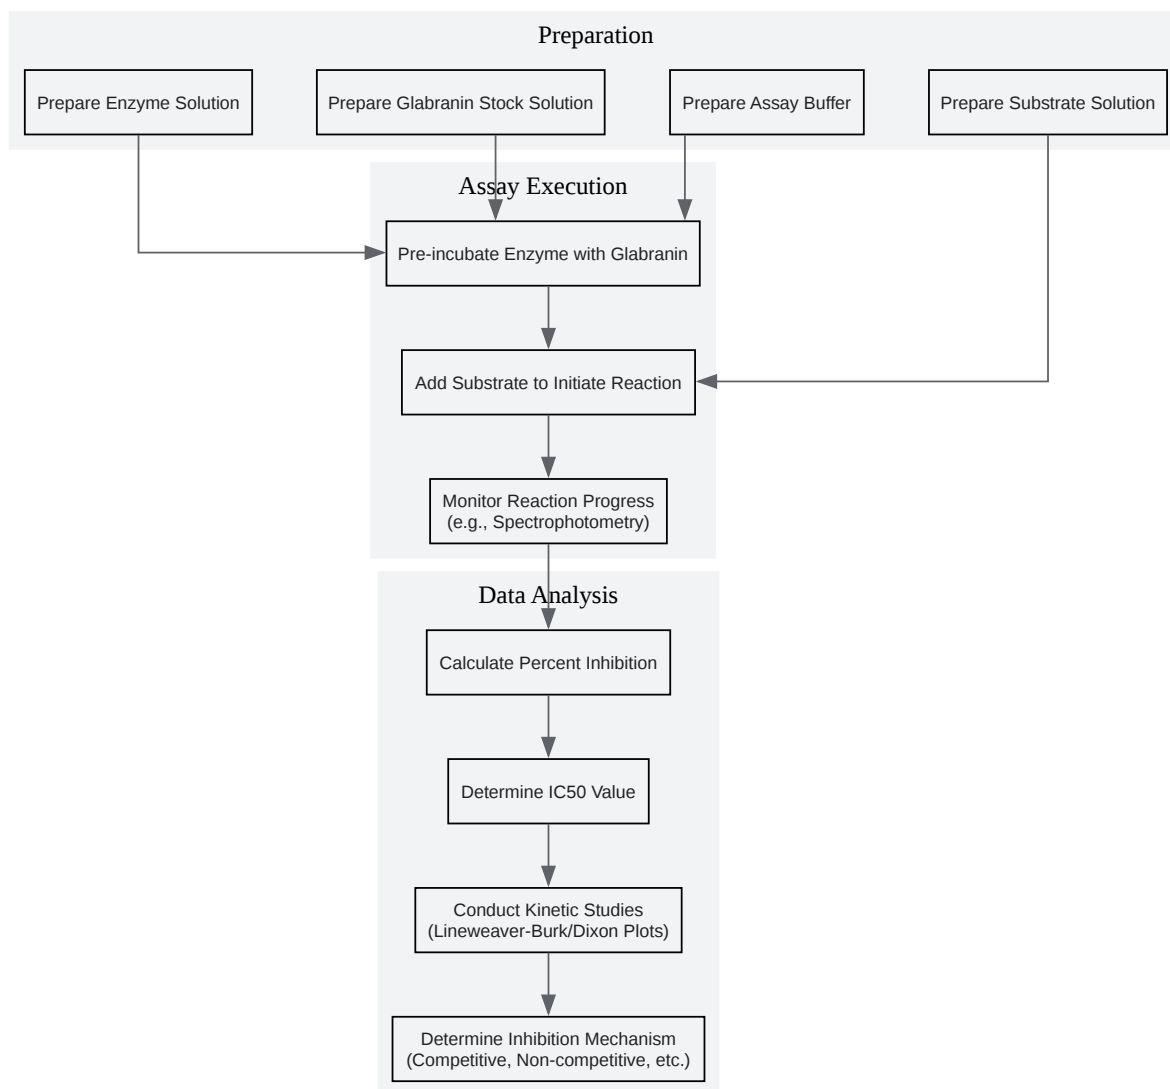 Preparation
Prepare Enzyme Solution
Prepare Glabranin Stock Solution
Prepare Assay Buffer
Prepare Substrate Solution
Assay Execution
Pre-incubate Enzyme with Glabranin
Add Substrate to Initiate Reaction
Monitor Reaction Progress
(e.g., Spectrophotometry)
Data Analysis
Calculate Percent Inhibition
Determine IC50 Value
Conduct Kinetic Studies
(Lineweaver-Burk/Dixon Plots)
Determine Inhibition Mechanism
(Competitive, Non-competitive, etc.)